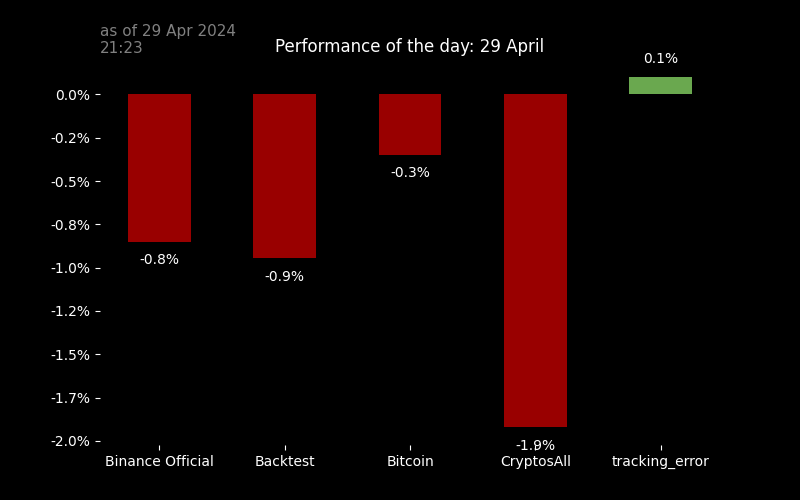 as of 29 Apr 2024
21:23
Performance of the day: 29 April
0.1%
0.0%
-0.2%
-0.5%
-0.8%
-1.0%
-1.2%
-1.5%
-1.7%
-2.0%
-0.8%
-0.9%
-0.3%
-1.9%
Binance Official
Backtest
Bitcoin
CryptosAll
tracking_error